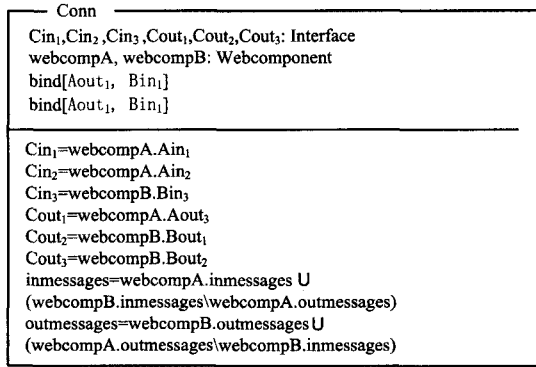 Conn
Cin₁,Cin₂,Cin₃,Cout₁,Cout₂,Cout₃: Interface
webcompA, webcompB: Webcomponent
bind[Aout₁, Bin₁]
bind[Aout₁, Bin₁]
Cin₁=webcompA.Ain₁
Cin₂=webcompA.Ain₂
Cin₃=webcompB.Bin₃
Cout₁=webcompA.Aout₃
Cout₂=webcompB.Bout₁
Cout₃=webcompB.Bout₂
inmessages=webcompA.inmessages ∪
(webcompB.inmessages\webcompA.outmessages)
outmessages=webcompB.outmessages ∪
(webcompA.outmessages\webcompB.inmessages)